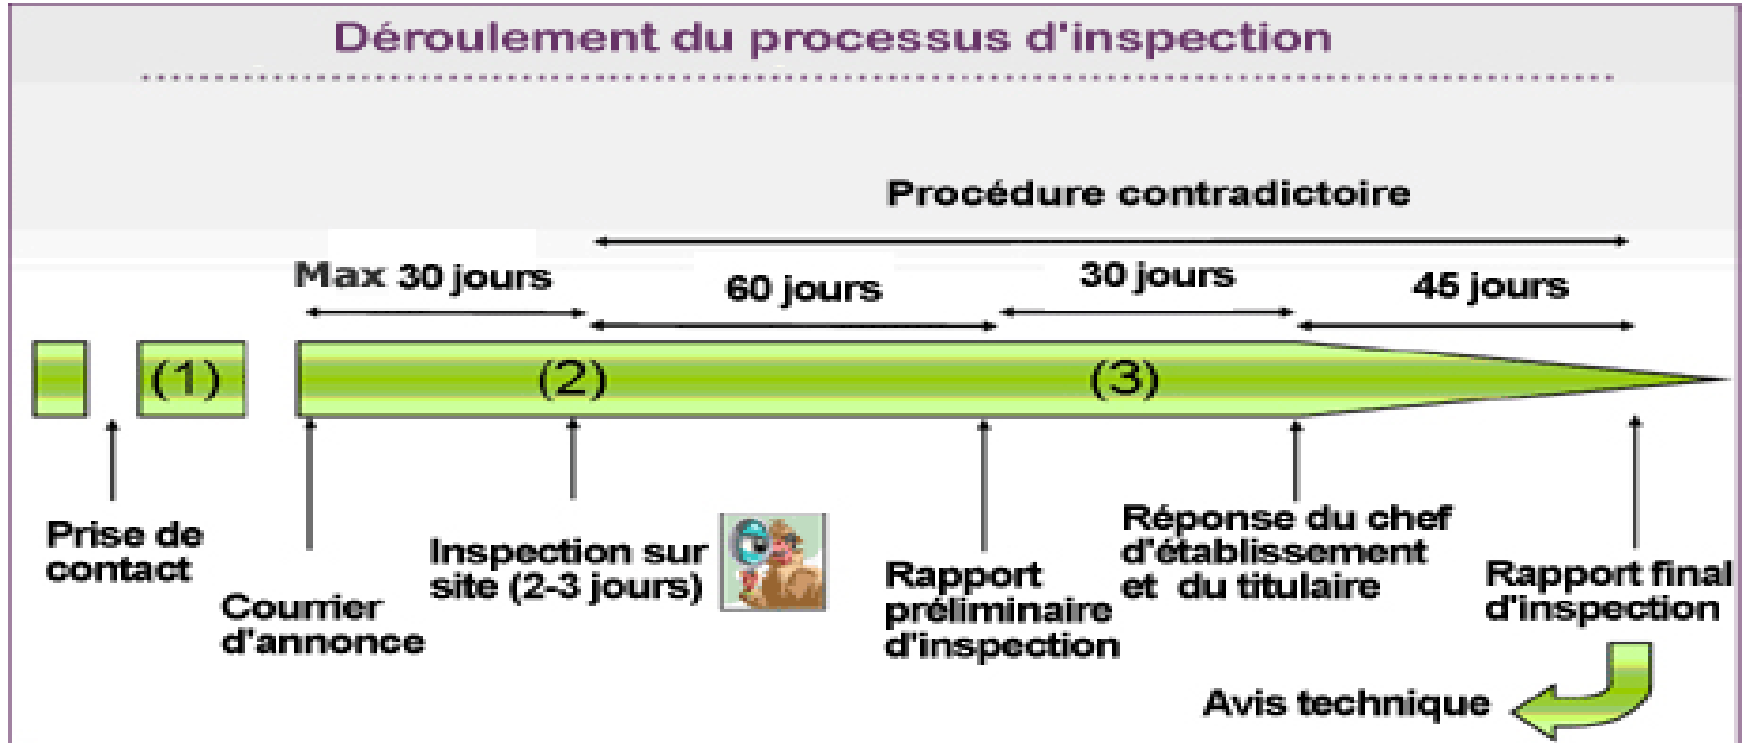 Déroulement du processus d'inspection
Procédure contradictoire
Max 30 jours
60 jours
30 jours
45 jours
(1)
(2)
(3)
Prise de
contact
Courrier
d'annonce
Inspection sur
site (2-3 jours)
Rapport
préliminaire
d'inspection
Réponse du chef
d'établissement
et du titulaire
Rapport final
d'inspection
Avis technique